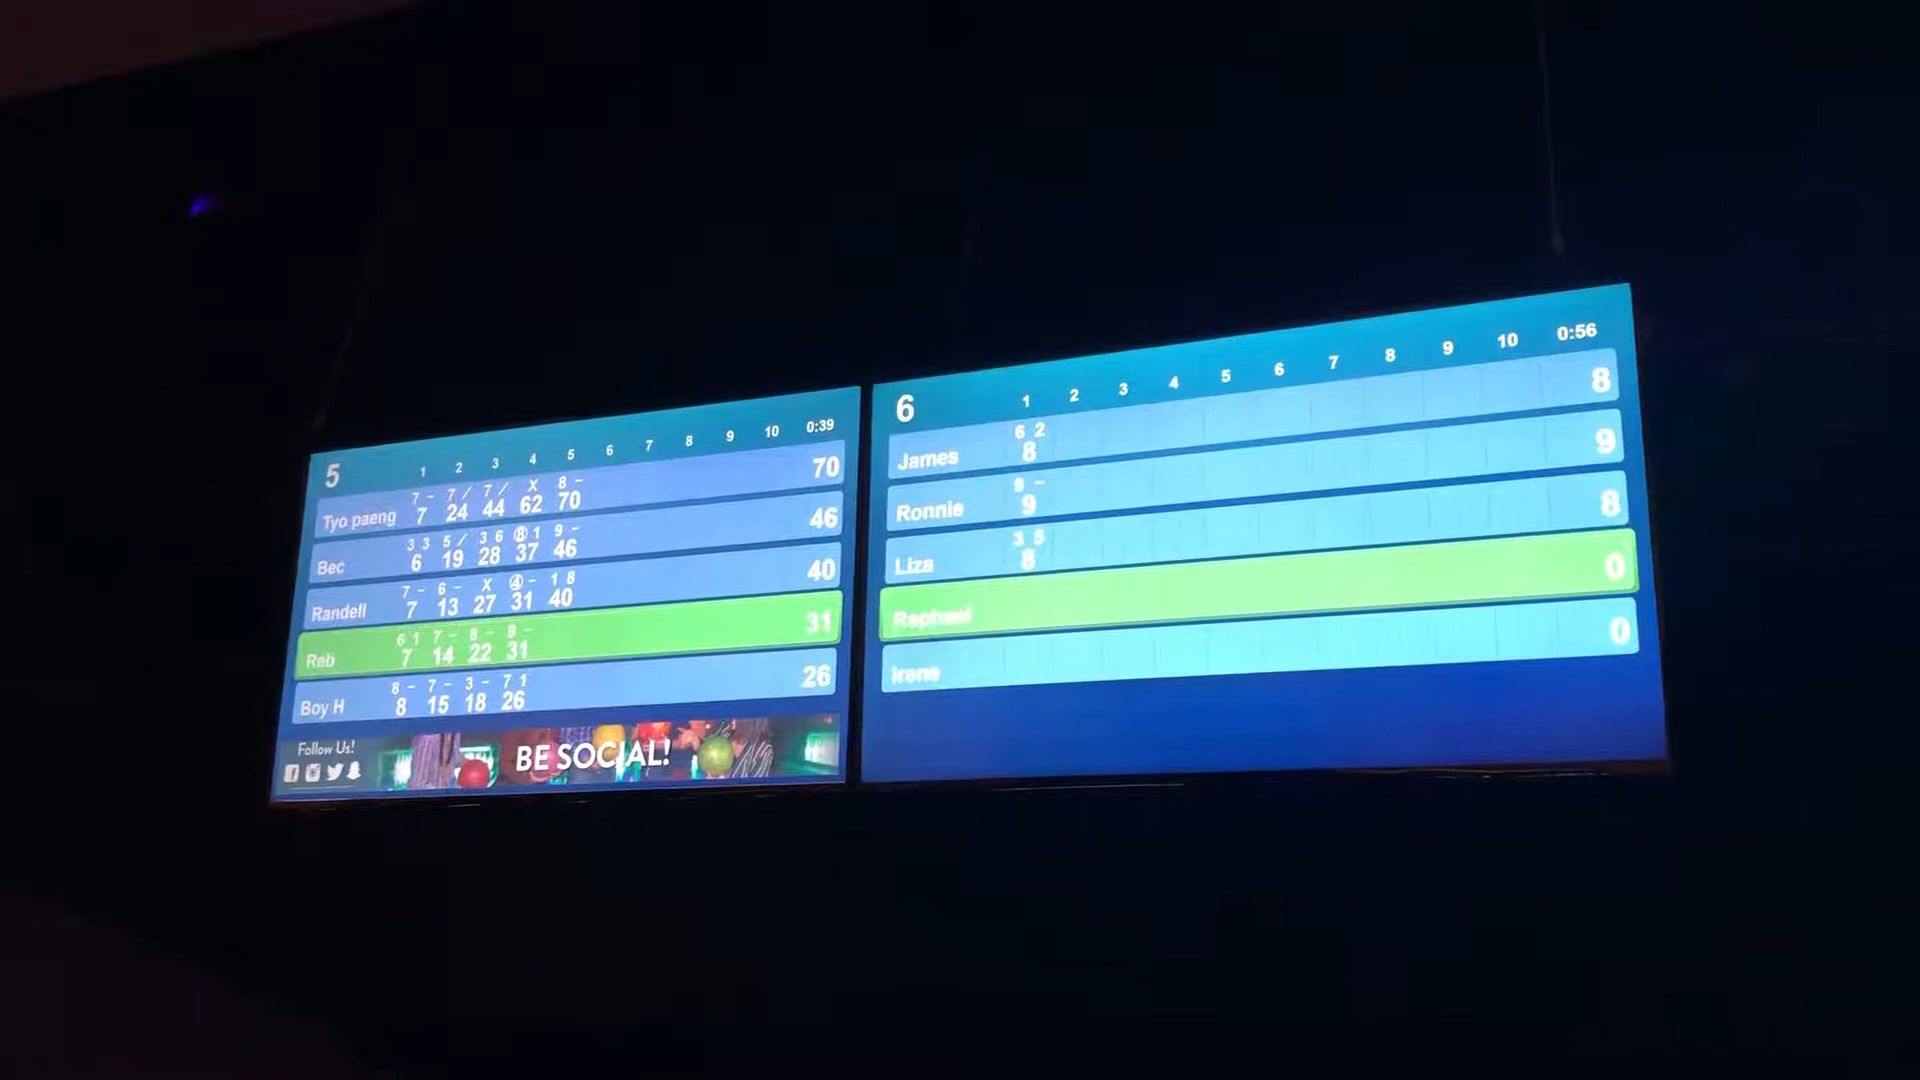 5 1 2 3 4 5 6 7 8 9 10 0:39
7 - 7 / 7 / X 8 -
Tyo paeng 7 24 44 62 70 70
3 3 5 / 3 6 ⑧ 1 9 -
Bec 6 19 28 37 46 46
7 - 6 - X ④ - 1 8
Randell 7 13 27 31 40 40
6 1 7 - 8 - 9 -
Reb 7 14 22 31 31
8 - 7 - 3 - 7 1
Boy H 8 15 18 26 26
Follow Us!
BE SOCIAL!
6 1 2 3 4 5 6 7 8 9 10 0:56
6 2
James 8 8
9 -
Ronnie 9 9
3 5
Liza 8 8
Raphael 0
Irene 0